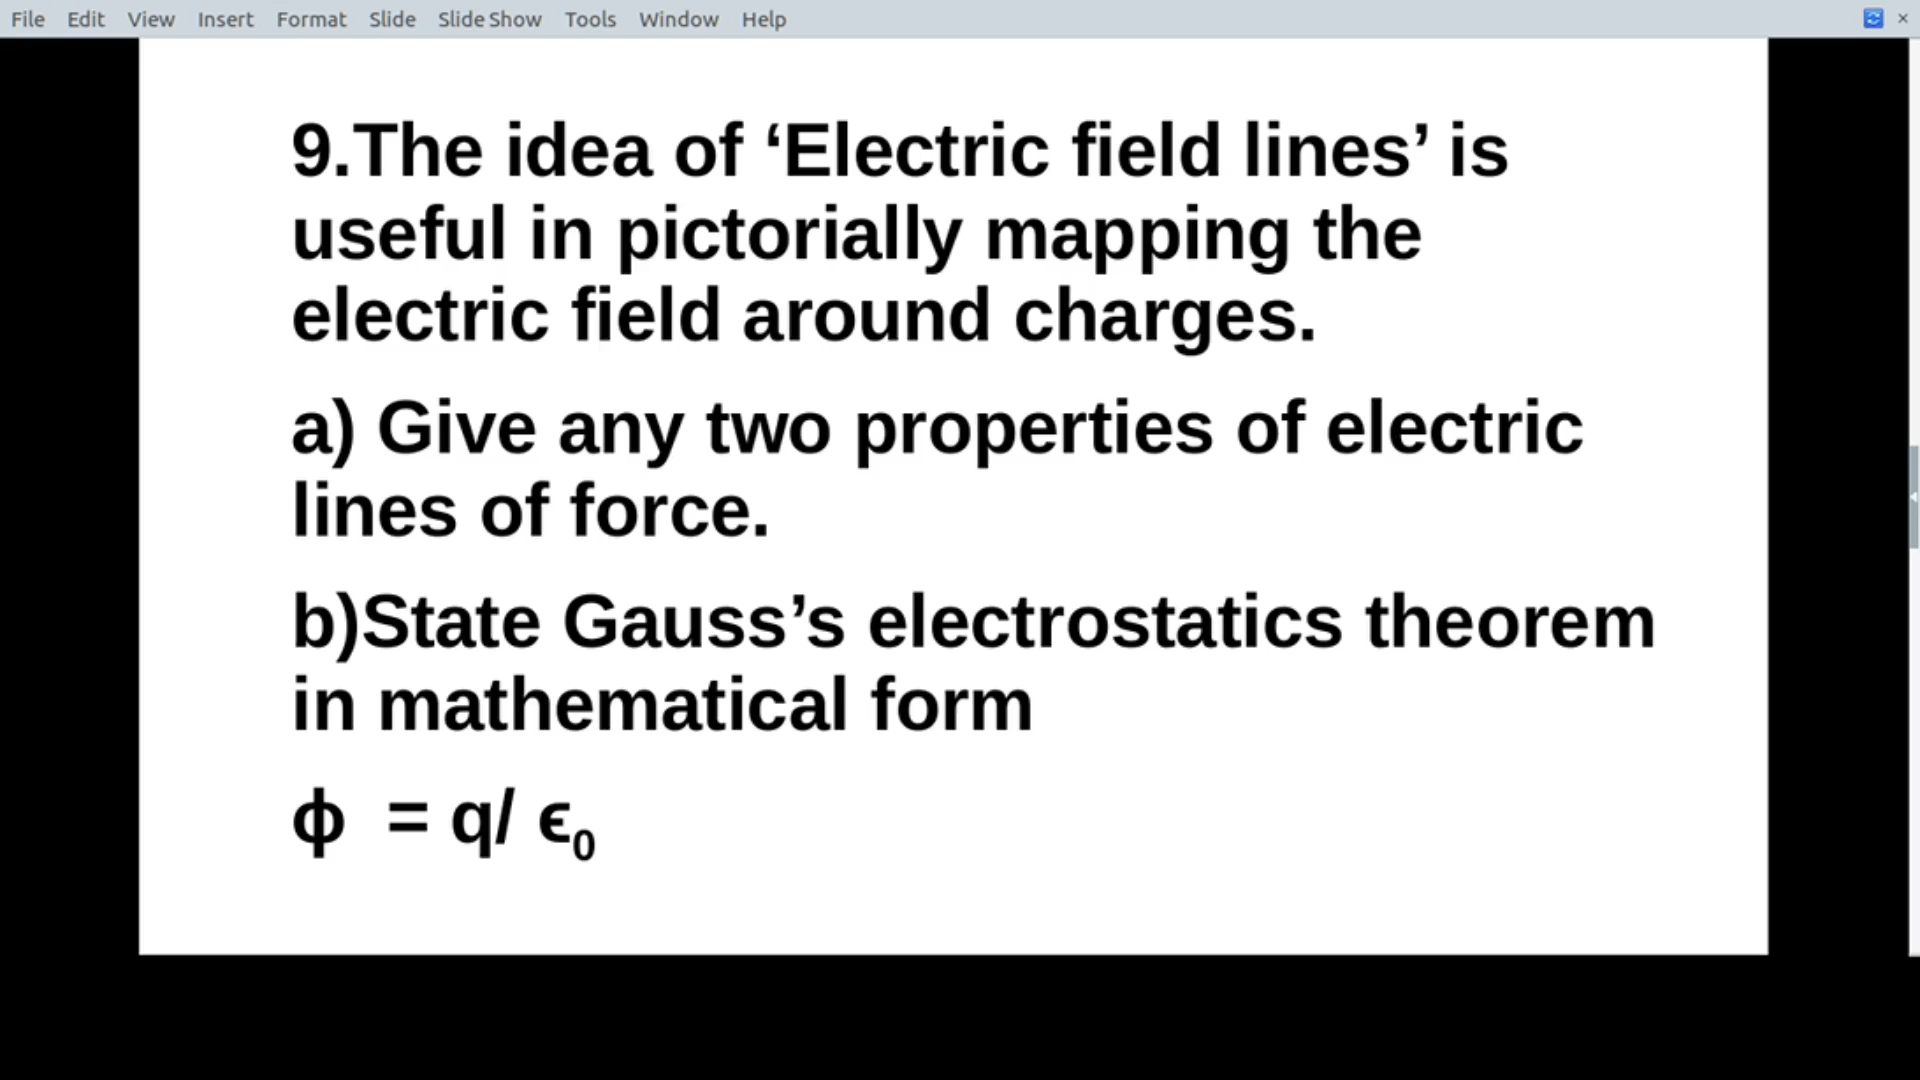 File Edit View Insert Format Slide Slide Show Tools Window Help
9.The idea of ‘Electric field lines’ is
useful in pictorially mapping the
electric field around charges.
a) Give any two properties of electric
lines of force.
b)State Gauss’s electrostatics theorem
in mathematical form
ϕ = q/ ϵ₀